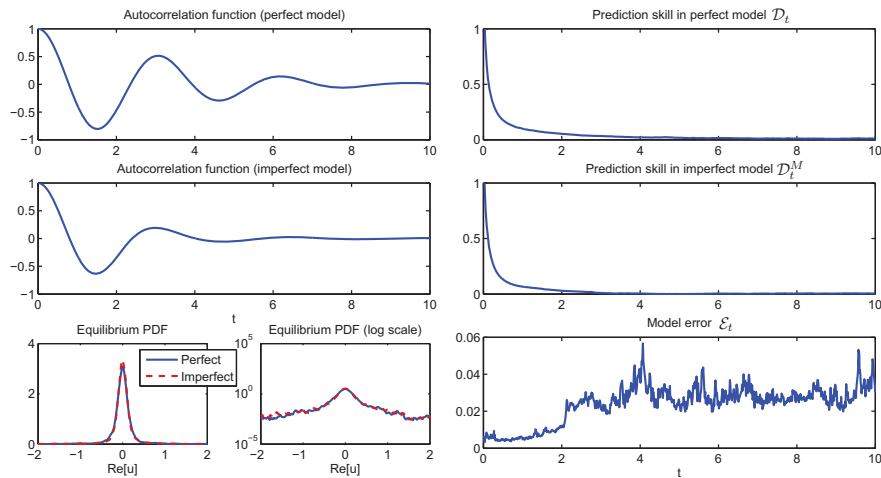 Autocorrelation function (perfect model)
1
0.5
0
−0.5
−1
0 2 4 6 8 10
Prediction skill in perfect model 𝒟t
1
0.5
0
0 2 4 6 8 10
t
Autocorrelation function (imperfect model)
1
0.5
0
−0.5
−1
0 2 4 6 8 10
t
Prediction skill in imperfect model 𝒟t^M
1
0.5
0
0 2 4 6 8 10
Equilibrium PDF
4
2
0
−2 −1 0 1 2
Re[u]
Perfect
Imperfect
Equilibrium PDF (log scale)
10^5
10^0
10^−5
−2 −1 0 1 2
Re[u]
Model error ℰt
0.06
0.04
0.02
0
0 2 4 6 8 10
t